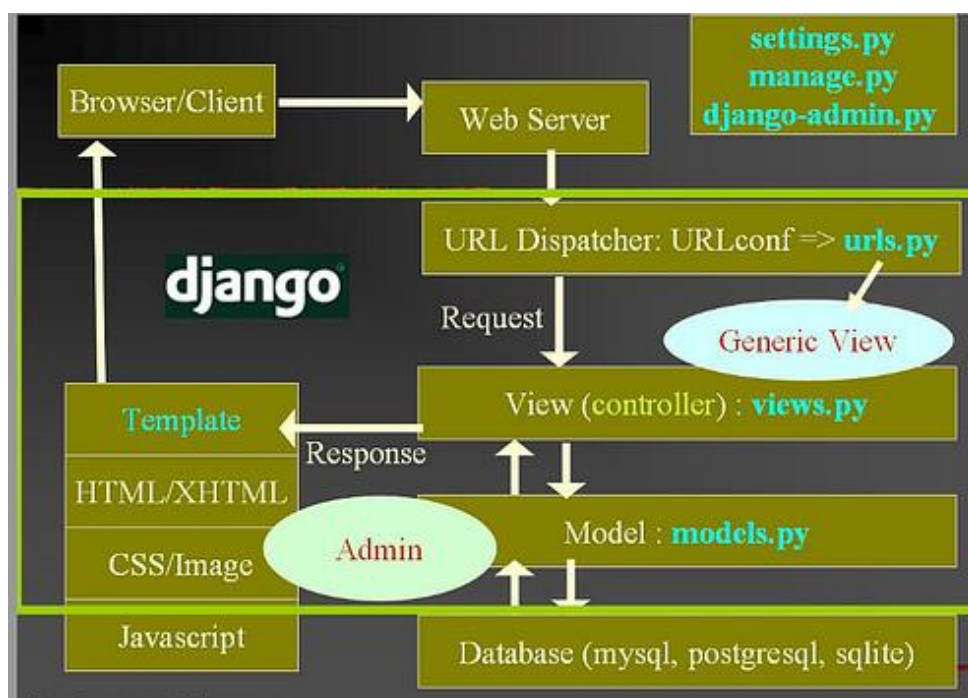 settings.py
manage.py
django-admin.py
Browser/Client
Web Server
URL Dispatcher: URLconf => urls.py
django
Request
Generic View
View (controller) : views.py
Template
Response
HTML/XHTML
Model : models.py
Admin
CSS/Image
Javascript
Database (mysql, postgresql, sqlite)